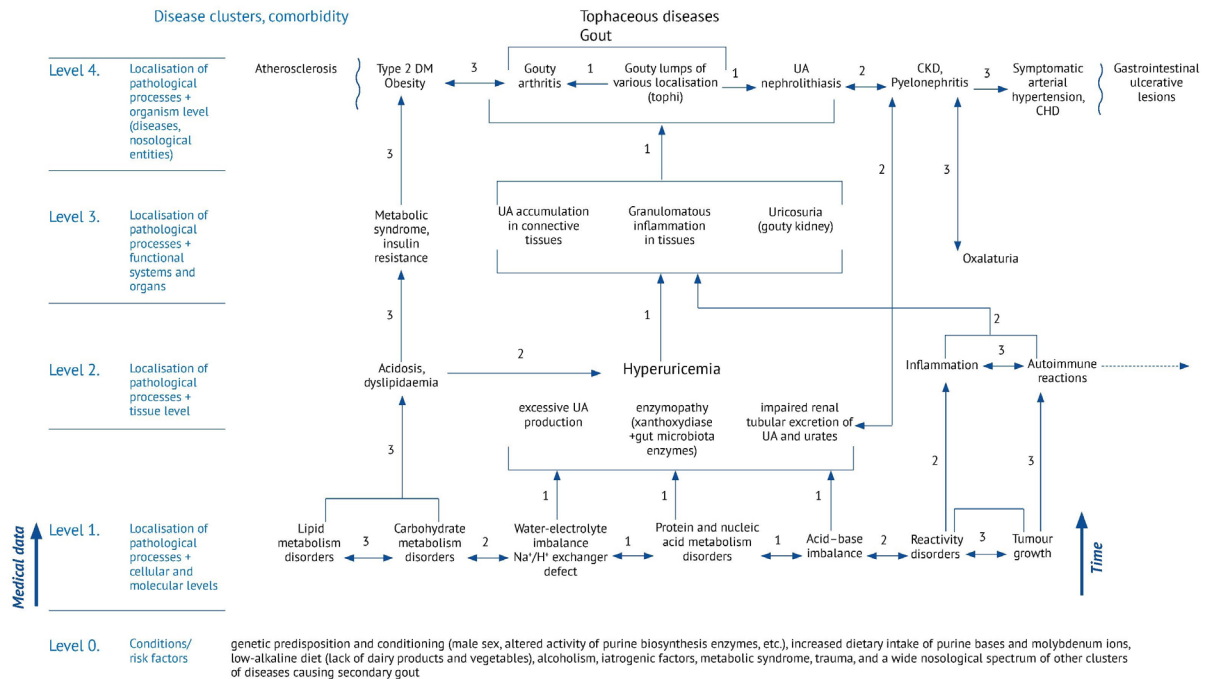 Disease clusters, comorbidity
Tophaceous diseases
Gout
Level 4.
Localisation of
pathological
processes +
organism level
(diseases,
nosological
entities)
Atherosclerosis
Type 2 DM
Obesity
3
Gouty
arthritis
1
Gouty lumps of
various localisation
(tophi)
1
UA
nephrolithiasis
2
CKD,
Pyelonephritis
3
Symptomatic
arterial
hypertension,
CHD
Gastrointestinal
ulcerative
lesions
3
1
2
3
Level 3.
Localisation of
pathological
processes +
functional
systems and
organs
Metabolic
syndrome,
insulin
resistance
UA accumulation
in connective
tissues
Granulomatous
inflammation
in tissues
Uricosuria
(gouty kidney)
Oxalaturia
3
1
2
Level 2.
Localisation of
pathological
processes +
tissue level
Acidosis,
dyslipidaemia
2
Hyperuricemia
Inflammation
3
Autoimmune
reactions
excessive UA
production
enzymopathy
(xanthoxydiase
+gut microbiota
enzymes)
impaired renal
tubular excretion of
UA and urates
3
1
1
1
2
3
Medical data
Level 1.
Localisation of
pathological
processes +
cellular and
molecular levels
Lipid
metabolism
disorders
3
Carbohydrate
metabolism
disorders
2
Water-electrolyte
imbalance
Na⁺/H⁺ exchanger
defect
1
Protein and nucleic
acid metabolism
disorders
1
Acid–base
imbalance
2
Reactivity
disorders
3
Tumour
growth
Time
Level 0.
Conditions/
risk factors
genetic predisposition and conditioning (male sex, altered activity of purine biosynthesis enzymes, etc.), increased dietary intake of purine bases and molybdenum ions,
low-alkaline diet (lack of dairy products and vegetables), alcoholism, iatrogenic factors, metabolic syndrome, trauma, and a wide nosological spectrum of other clusters
of diseases causing secondary gout